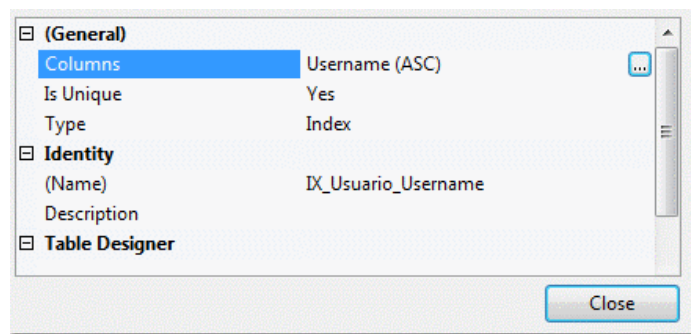 (General)
Columns Username (ASC) ...
Is Unique Yes
Type Index
Identity
(Name) IX_Usuario_Username
Description
Table Designer
Close